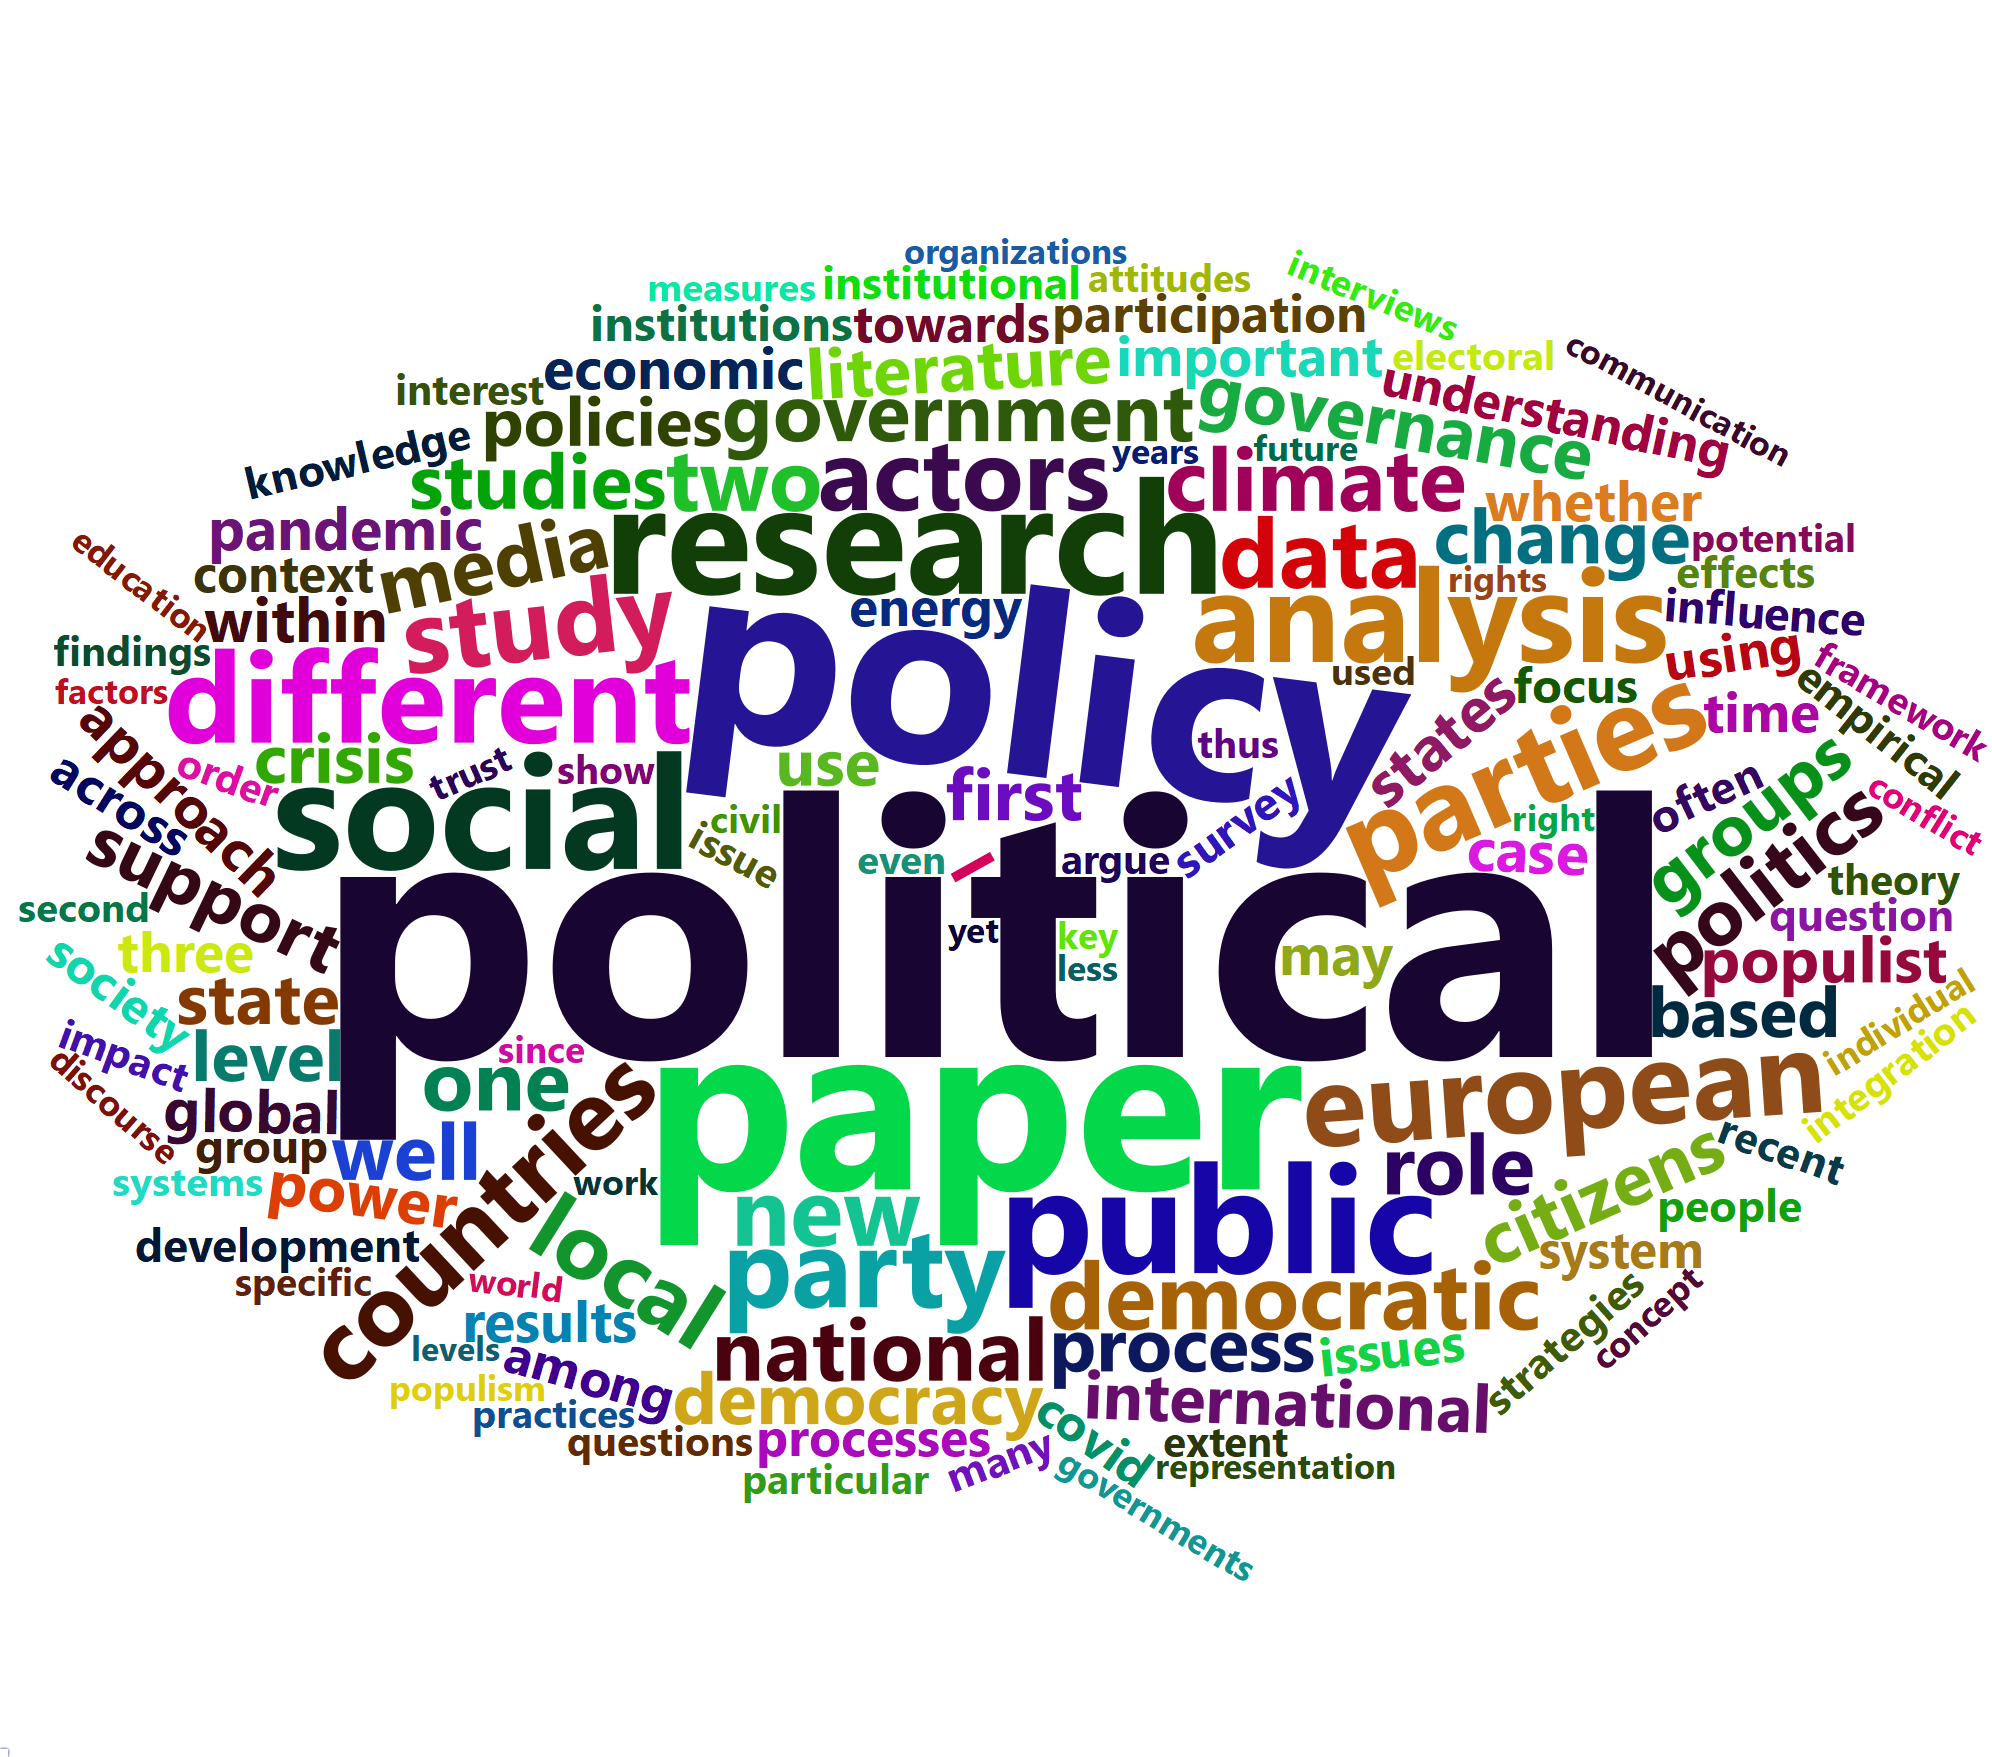 organizations
measures institutional attitudes interviews
institutions towards participation
economic literature important electoral communication
interest policies government governance understanding
knowledge studies two actors years climate future
pandemic media research data change whether potential
education context study energy analysis rights effects
within influence
findings different policy used focus using framework
factors states parties time empirical
approach order crisis trust show use thus
across social civil issue first survey right often groups conflict
support even – argue case politics theory
second political yet key less may question
three populist
society state based individual
impact level since integration
discourse global one countries paper european
group well recent
systems power work new public role citizens people
development local party system
specific world democratic strategies concept
results national process issues
levels among
populism democracy international
practices covid
questions processes many extent
particular representation
governments